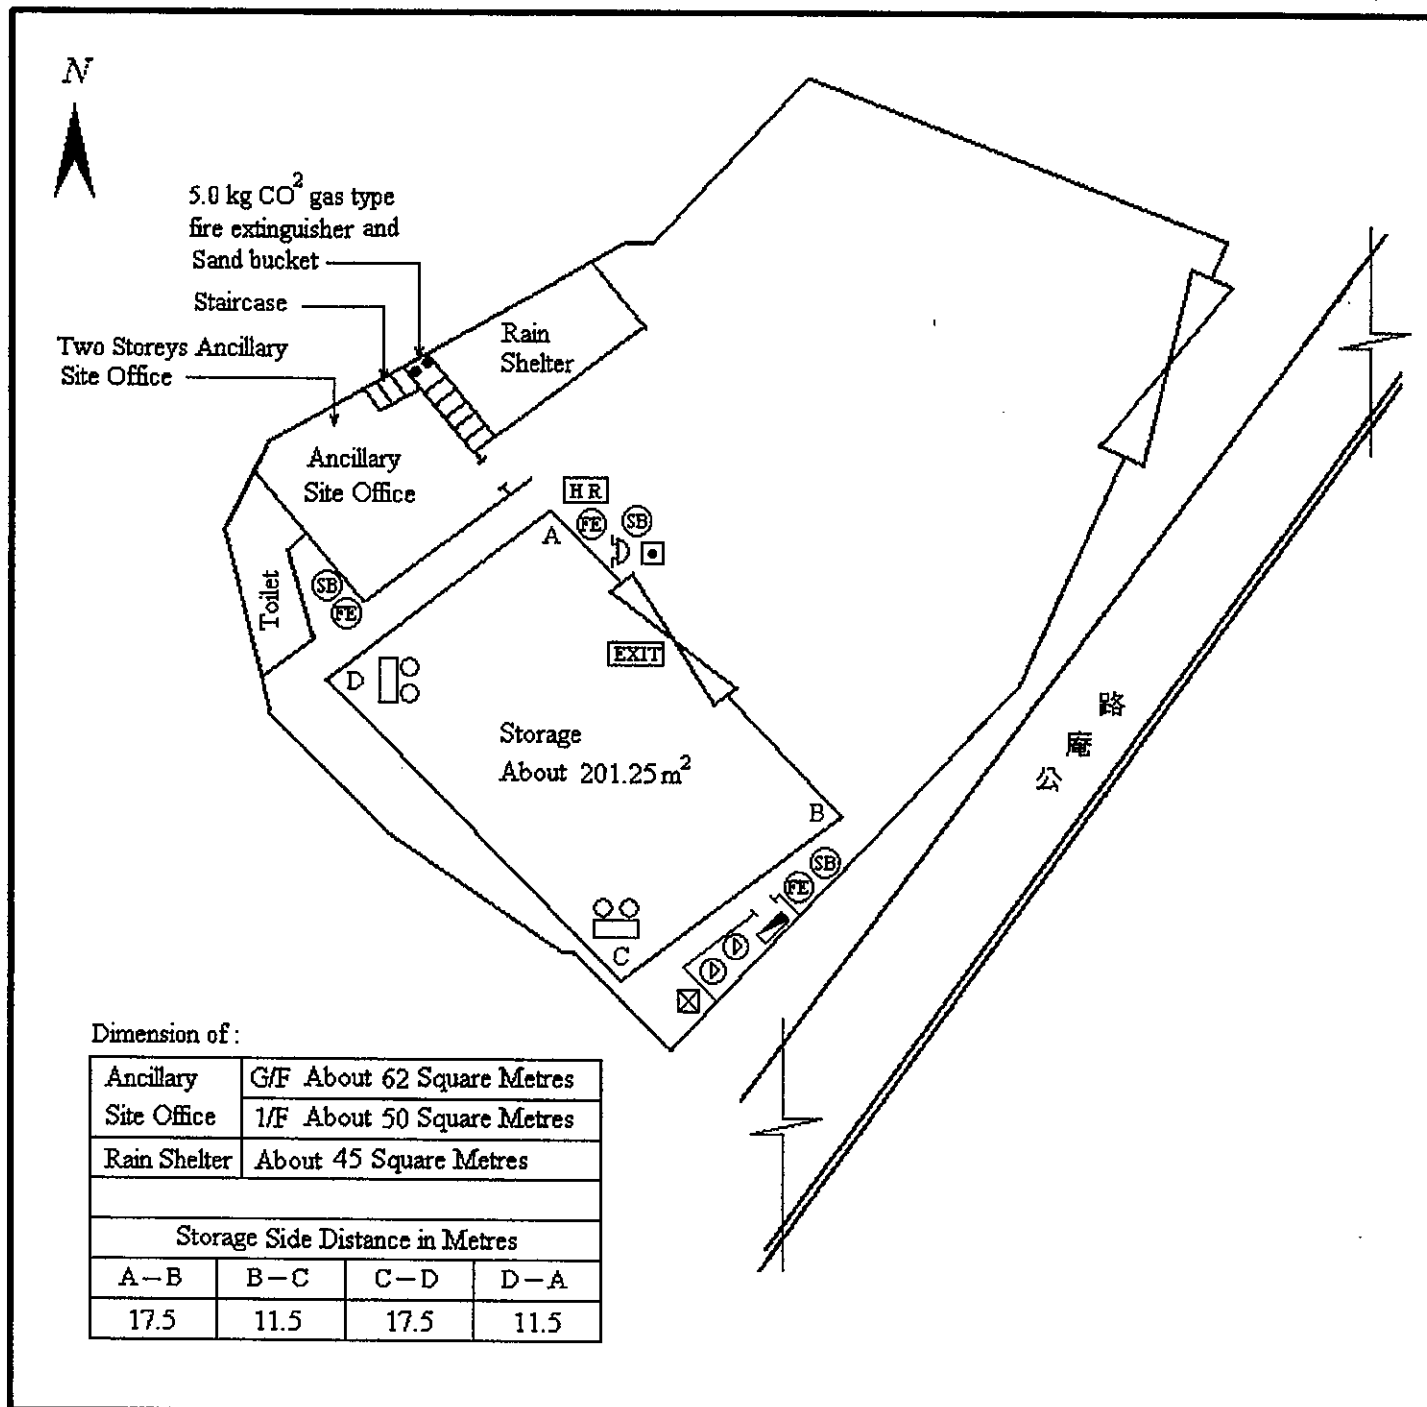 N
5.0 kg CO2 gas type
fire extinguisher and
Sand bucket
Staircase
Two Storeys Ancillary
Site Office
Rain
Shelter
Ancillary
Site Office
HR
FE
SB
A
D
Toilet
SB
FE
D
EXIT
Storage
About 201.25m2
B
SB
FE
C
公庵路
Dimension of :
Ancillary Site Office
G/F About 62 Square Metres
1/F About 50 Square Metres
Rain Shelter About 45 Square Metres
Storage Side Distance in Metres
A－B B－C C－D D－A
17.5 11.5 17.5 11.5